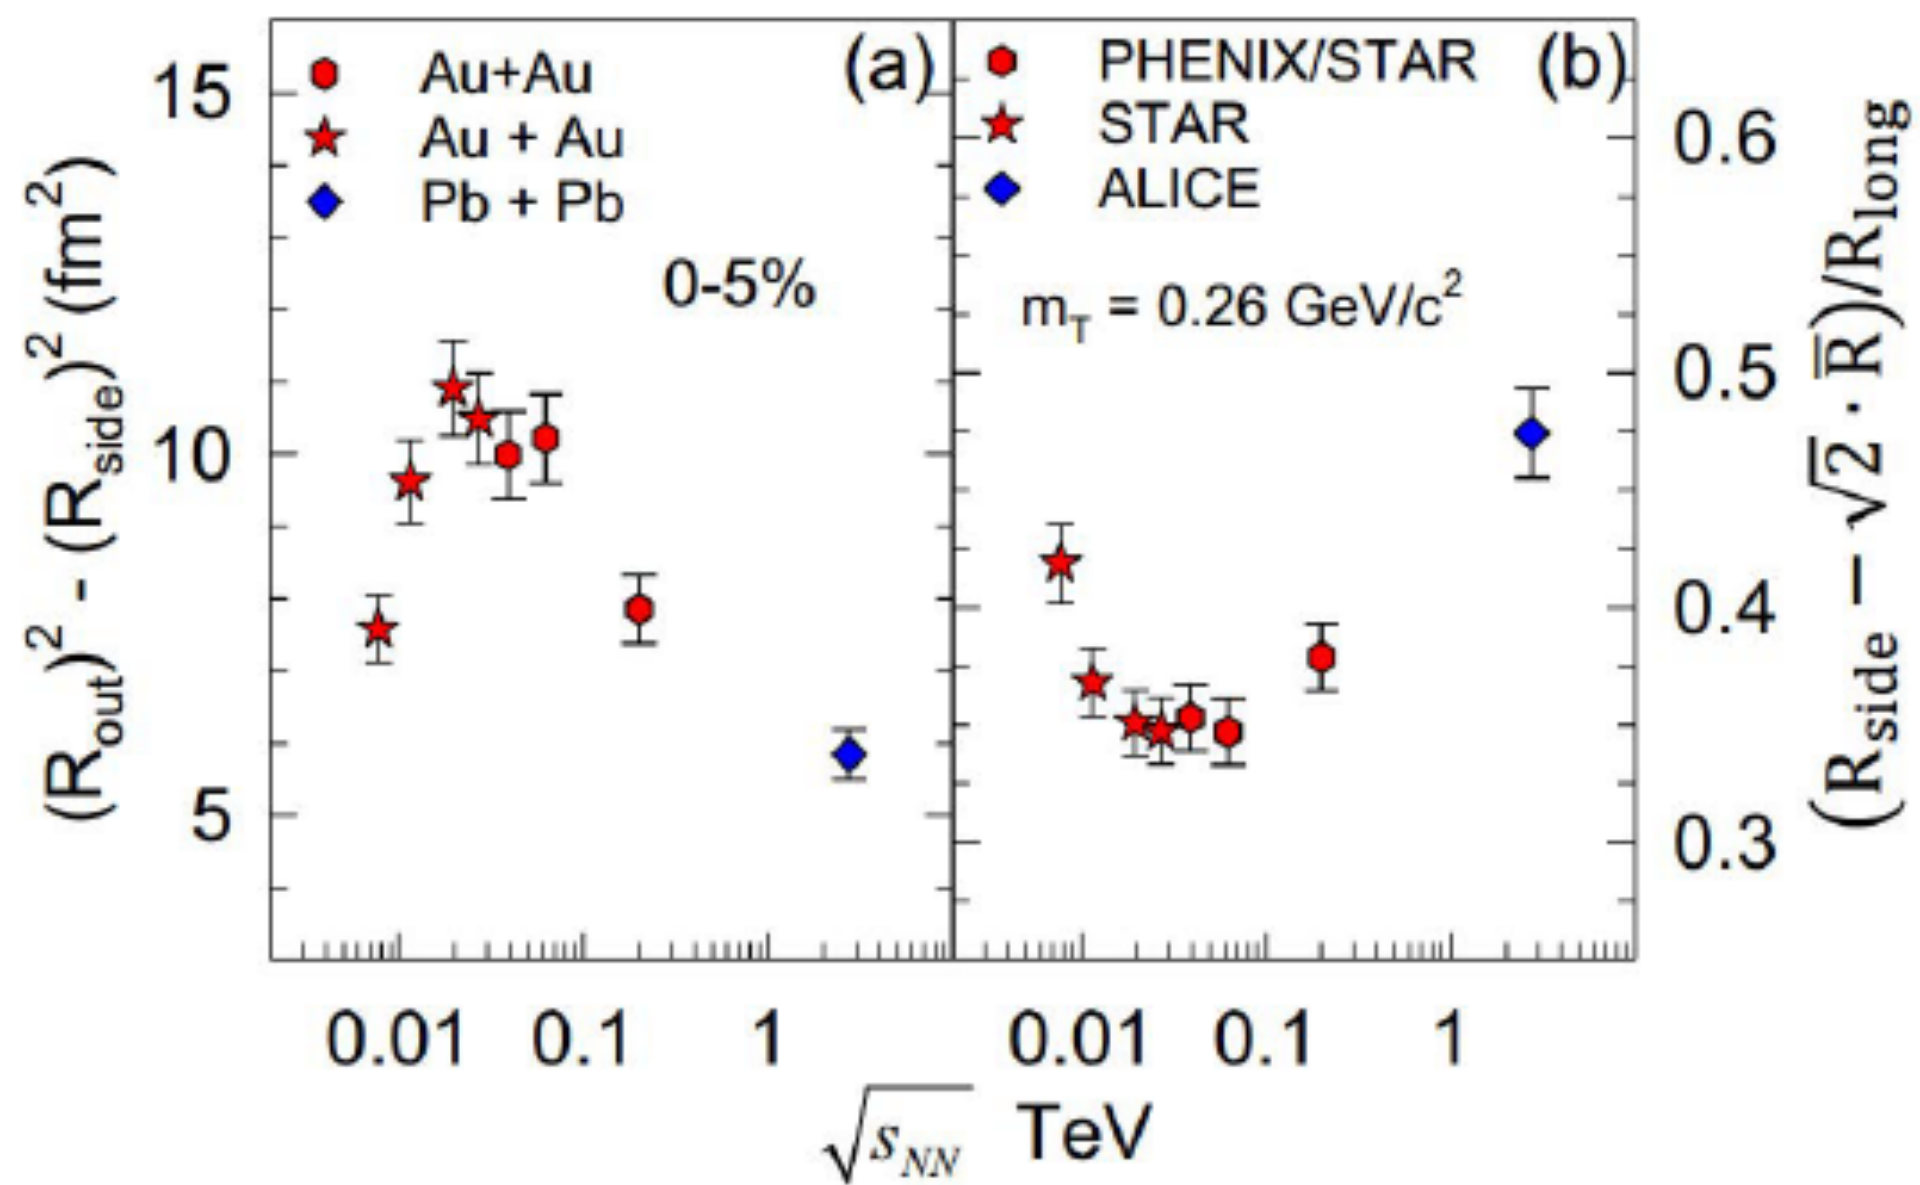 (R_out)^2 - (R_side)^2 (fm^2)
15
10
5
Au+Au
Au + Au
Pb + Pb
(a)
0-5%
0.01 0.1 1
PHENIX/STAR
STAR
ALICE
(b)
m_T = 0.26 GeV/c^2
0.01 0.1 1
0.6
0.5
0.4
0.3
(R_side − √2 · R̅)/R_long
√s_NN TeV